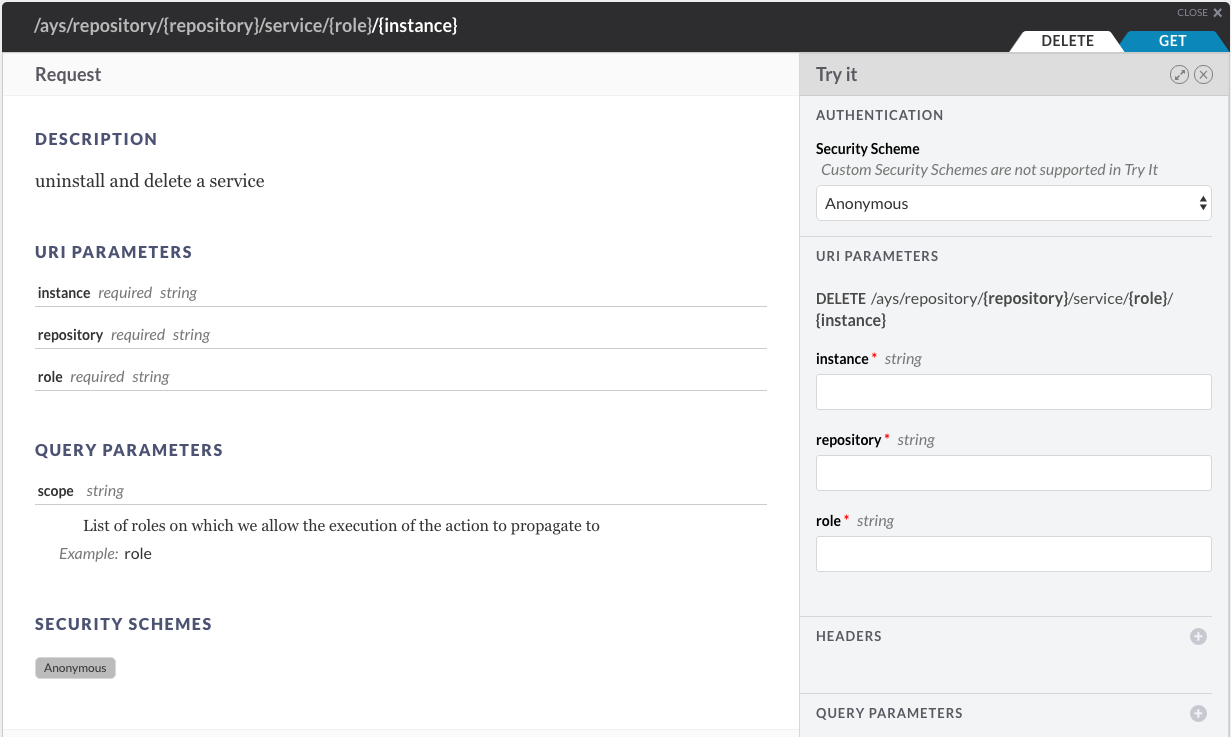 /ays/repository/{repository}/service/{role}/{instance}
CLOSE ×
DELETE
GET
Request
DESCRIPTION
uninstall and delete a service
URI PARAMETERS
instance required string
repository required string
role required string
QUERY PARAMETERS
scope string
List of roles on which we allow the execution of the action to propagate to
Example: role
SECURITY SCHEMES
Anonymous
Try it
AUTHENTICATION
Security Scheme
Custom Security Schemes are not supported in Try It
Anonymous
URI PARAMETERS
DELETE /ays/repository/{repository}/service/{role}/
{instance}
instance* string
repository* string
role* string
HEADERS
QUERY PARAMETERS